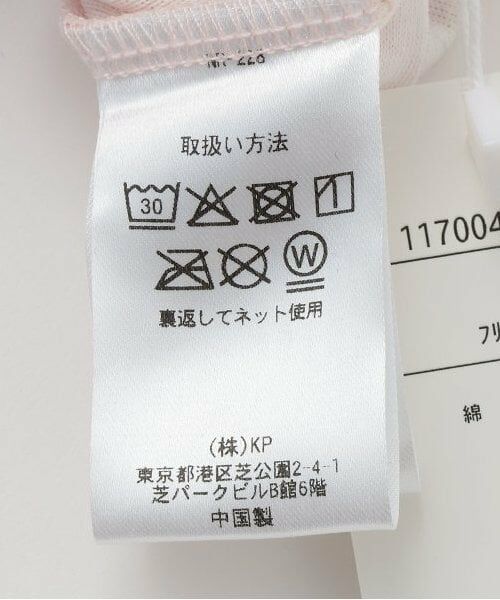 取扱い方法
30
W
裏返してネット使用
(株)KP
東京都港区芝公園2-4-1
芝パークビルB館6階
中国製
117004
フリ
綿